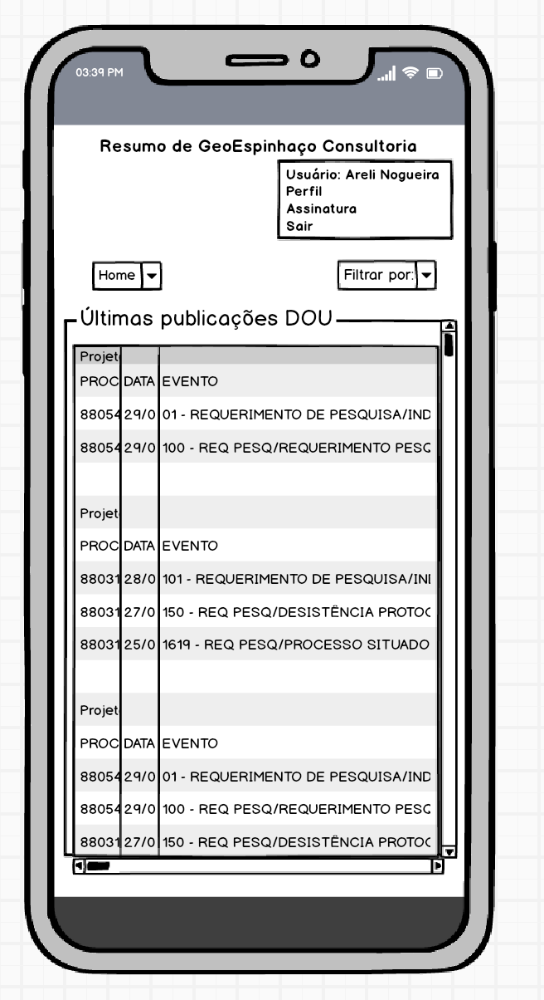 03:39 PM
Resumo de GeoEspinhaço Consultoria
Usuário: Areli Nogueira
Perfil
Assinatura
Sair
Home
Filtrar por:
Últimas publicações DOU
Projet
PROC DATA EVENTO
88054 29/0 01 - REQUERIMENTO DE PESQUISA/IND
88054 29/0 100 - REQ PESQ/REQUERIMENTO PESQ
Projet
PROC DATA EVENTO
88031 28/0 101 - REQUERIMENTO DE PESQUISA/IN
88031 27/0 150 - REQ PESQ/DESISTÊNCIA PROTOC
88031 25/0 1619 - REQ PESQ/PROCESSO SITUADO
Projet
PROC DATA EVENTO
88054 29/0 01 - REQUERIMENTO DE PESQUISA/IND
88054 29/0 100 - REQ PESQ/REQUERIMENTO PESQ
88031 27/0 150 - REQ PESQ/DESISTÊNCIA PROTOC